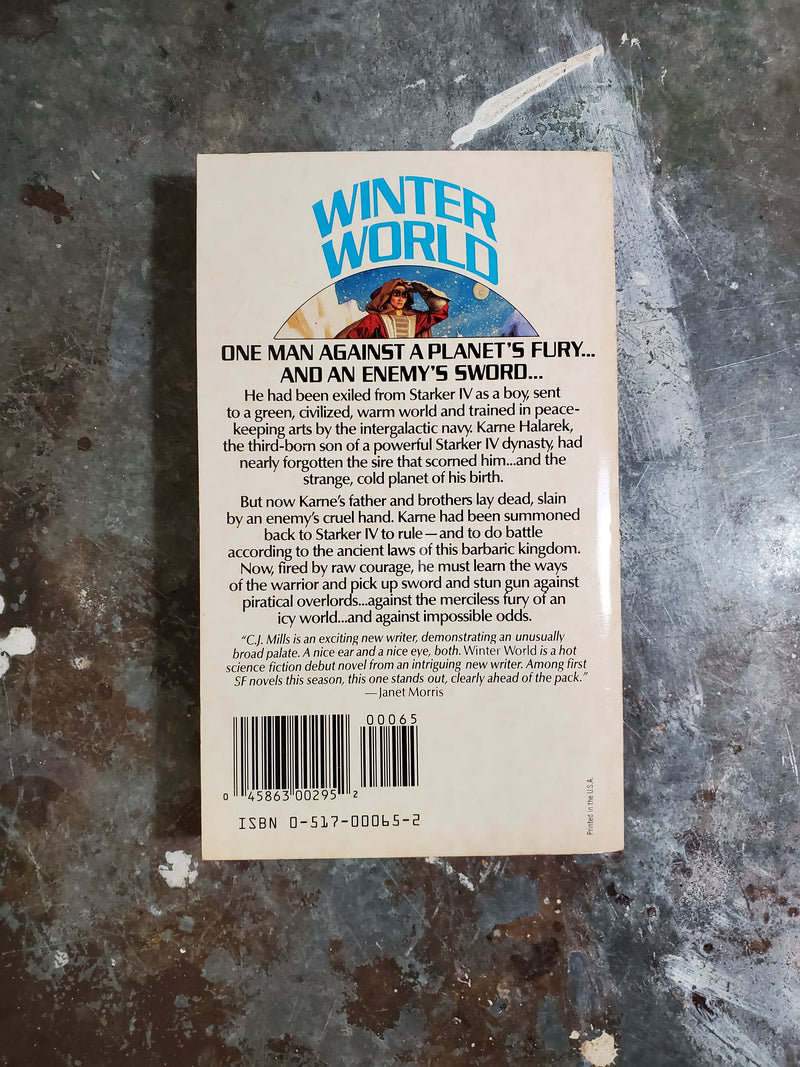 WINTER
WORLD
ONE MAN AGAINST A PLANET'S FURY...
AND AN ENEMY'S SWORD...
He had been exiled from Starker IV as a boy, sent
to a green, civilized, warm world and trained in peace-
keeping arts by the intergalactic navy. Karne Halarek,
the third-born son of a powerful Starker IV dynasty, had
nearly forgotten the sire that scorned him...and the
strange, cold planet of his birth.
But now Karne's father and brothers lay dead, slain
by an enemy's cruel hand. Karne had been summoned
back to Starker IV to rule—and to do battle
according to the ancient laws of this barbaric kingdom.
Now, fired by raw courage, he must learn the ways
of the warrior and pick up sword and stun gun against
piratical overlords...against the merciless fury of an
icy world...and against impossible odds.
"C.J. Mills is an exciting new writer, demonstrating an unusually
broad palate. A nice ear and a nice eye, both. Winter World is a hot
science fiction debut novel from an intriguing new writer. Among first
SF novels this season, this one stands out, clearly ahead of the pack."
—Janet Morris
00065
0 45863 00295 2
ISBN 0-517-00065-2
Printed in the U.S.A.